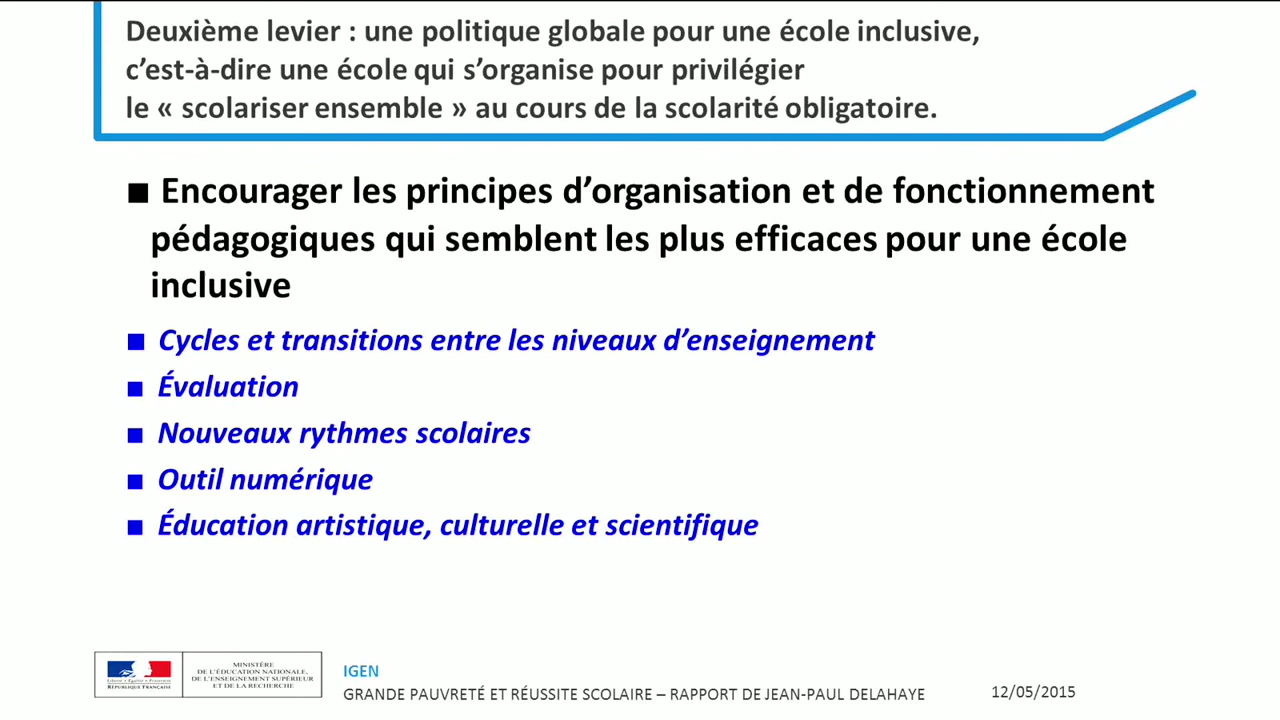 Deuxième levier : une politique globale pour une école inclusive,
c’est-à-dire une école qui s’organise pour privilégier
le « scolariser ensemble » au cours de la scolarité obligatoire.
■ Encourager les principes d’organisation et de fonctionnement
pédagogiques qui semblent les plus efficaces pour une école
inclusive
■ Cycles et transitions entre les niveaux d’enseignement
■ Évaluation
■ Nouveaux rythmes scolaires
■ Outil numérique
■ Éducation artistique, culturelle et scientifique
Liberté • Égalité • Fraternité
RÉPUBLIQUE FRANÇAISE
MINISTÈRE
DE L’ÉDUCATION NATIONALE,
DE L’ENSEIGNEMENT SUPÉRIEUR
ET DE LA RECHERCHE
IGEN
GRANDE PAUVRETÉ ET RÉUSSITE SCOLAIRE – RAPPORT DE JEAN-PAUL DELAHAYE
12/05/2015